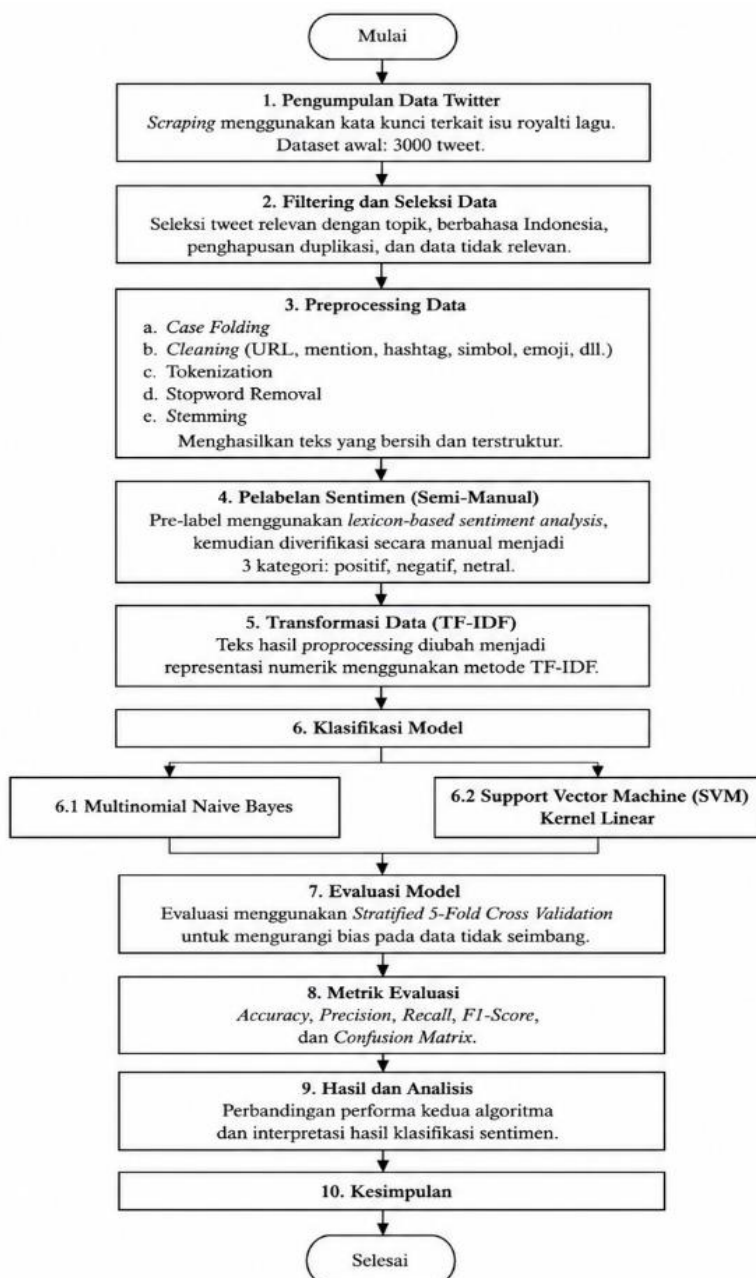 Mulai
1. Pengumpulan Data Twitter
Scraping menggunakan kata kunci terkait isu royalti lagu.
Dataset awal: 3000 tweet.
2. Filtering dan Seleksi Data
Seleksi tweet relevan dengan topik, berbahasa Indonesia,
penghapusan duplikasi, dan data tidak relevan.
3. Preprocessing Data
a. Case Folding
b. Cleaning (URL, mention, hashtag, simbol, emoji, dll.)
c. Tokenization
d. Stopword Removal
e. Stemming
Menghasilkan teks yang bersih dan terstruktur.
4. Pelabelan Sentimen (Semi-Manual)
Pre-label menggunakan lexicon-based sentiment analysis,
kemudian diverifikasi secara manual menjadi
3 kategori: positif, negatif, netral.
5. Transformasi Data (TF-IDF)
Teks hasil proprocessing diubah menjadi
representasi numerik menggunakan metode TF-IDF.
6. Klasifikasi Model
6.1 Multinomial Naive Bayes
6.2 Support Vector Machine (SVM)
Kernel Linear
7. Evaluasi Model
Evaluasi menggunakan Stratified 5-Fold Cross Validation
untuk mengurangi bias pada data tidak seimbang.
8. Metrik Evaluasi
Accuracy, Precision, Recall, F1-Score,
dan Confusion Matrix.
9. Hasil dan Analisis
Perbandingan performa kedua algoritma
dan interpretasi hasil klasifikasi sentimen.
10. Kesimpulan
Selesai